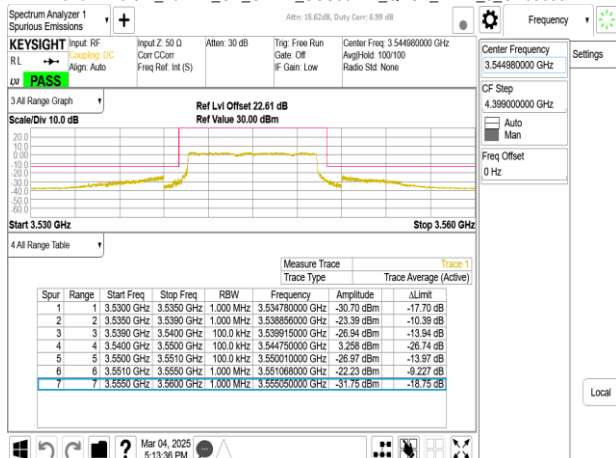 Spectrum Analyzer 1
Spurious Emissions
Attn: 15.62dB, Duty Corr: 6.99 dB
Frequency
KEYSIGHT
RL
LXI
PASS
Input: RF
Coupling: DC
Align: Auto
Input Z: 50 Ω
Corr CCorr
Freq Ref: Int (S)
Atten: 30 dB
Trig: Free Run
Gate: Off
IF Gain: Low
Center Freq: 3.544980000 GHz
Avg|Hold: 100/100
Radio Std: None
Center Frequency
3.544980000 GHz
Settings
CF Step
4.399000000 GHz
Auto
Man
Freq Offset
0 Hz
3 All Range Graph
Scale/Div 10.0 dB
Ref Lvl Offset 22.61 dB
Ref Value 30.00 dBm
20.0
10.0
0.00
-10.0
-20.0
-30.0
-40.0
-50.0
-60.0
Start 3.530 GHz
Stop 3.560 GHz
4 All Range Table
Measure Trace Trace 1
Trace Type Trace Average (Active)
Spur Range Start Freq Stop Freq RBW Frequency Amplitude ΔLimit
1 1 3.5300 GHz 3.5350 GHz 1.000 MHz 3.534780000 GHz -30.70 dBm -17.70 dB
2 2 3.5350 GHz 3.5390 GHz 1.000 MHz 3.538856000 GHz -23.39 dBm -10.39 dB
3 3 3.5390 GHz 3.5400 GHz 100.0 kHz 3.539915000 GHz -26.94 dBm -13.94 dB
4 4 3.5400 GHz 3.5500 GHz 100.0 kHz 3.544750000 GHz 3.258 dBm -26.74 dB
5 5 3.5500 GHz 3.5510 GHz 100.0 kHz 3.550010000 GHz -26.97 dBm -13.97 dB
6 6 3.5510 GHz 3.5550 GHz 1.000 MHz 3.551068000 GHz -22.23 dBm -9.227 dB
7 7 3.5550 GHz 3.5600 GHz 1.000 MHz 3.555050000 GHz -31.75 dBm -18.75 dB
Local
Mar 04, 2025
5:13:36 PM